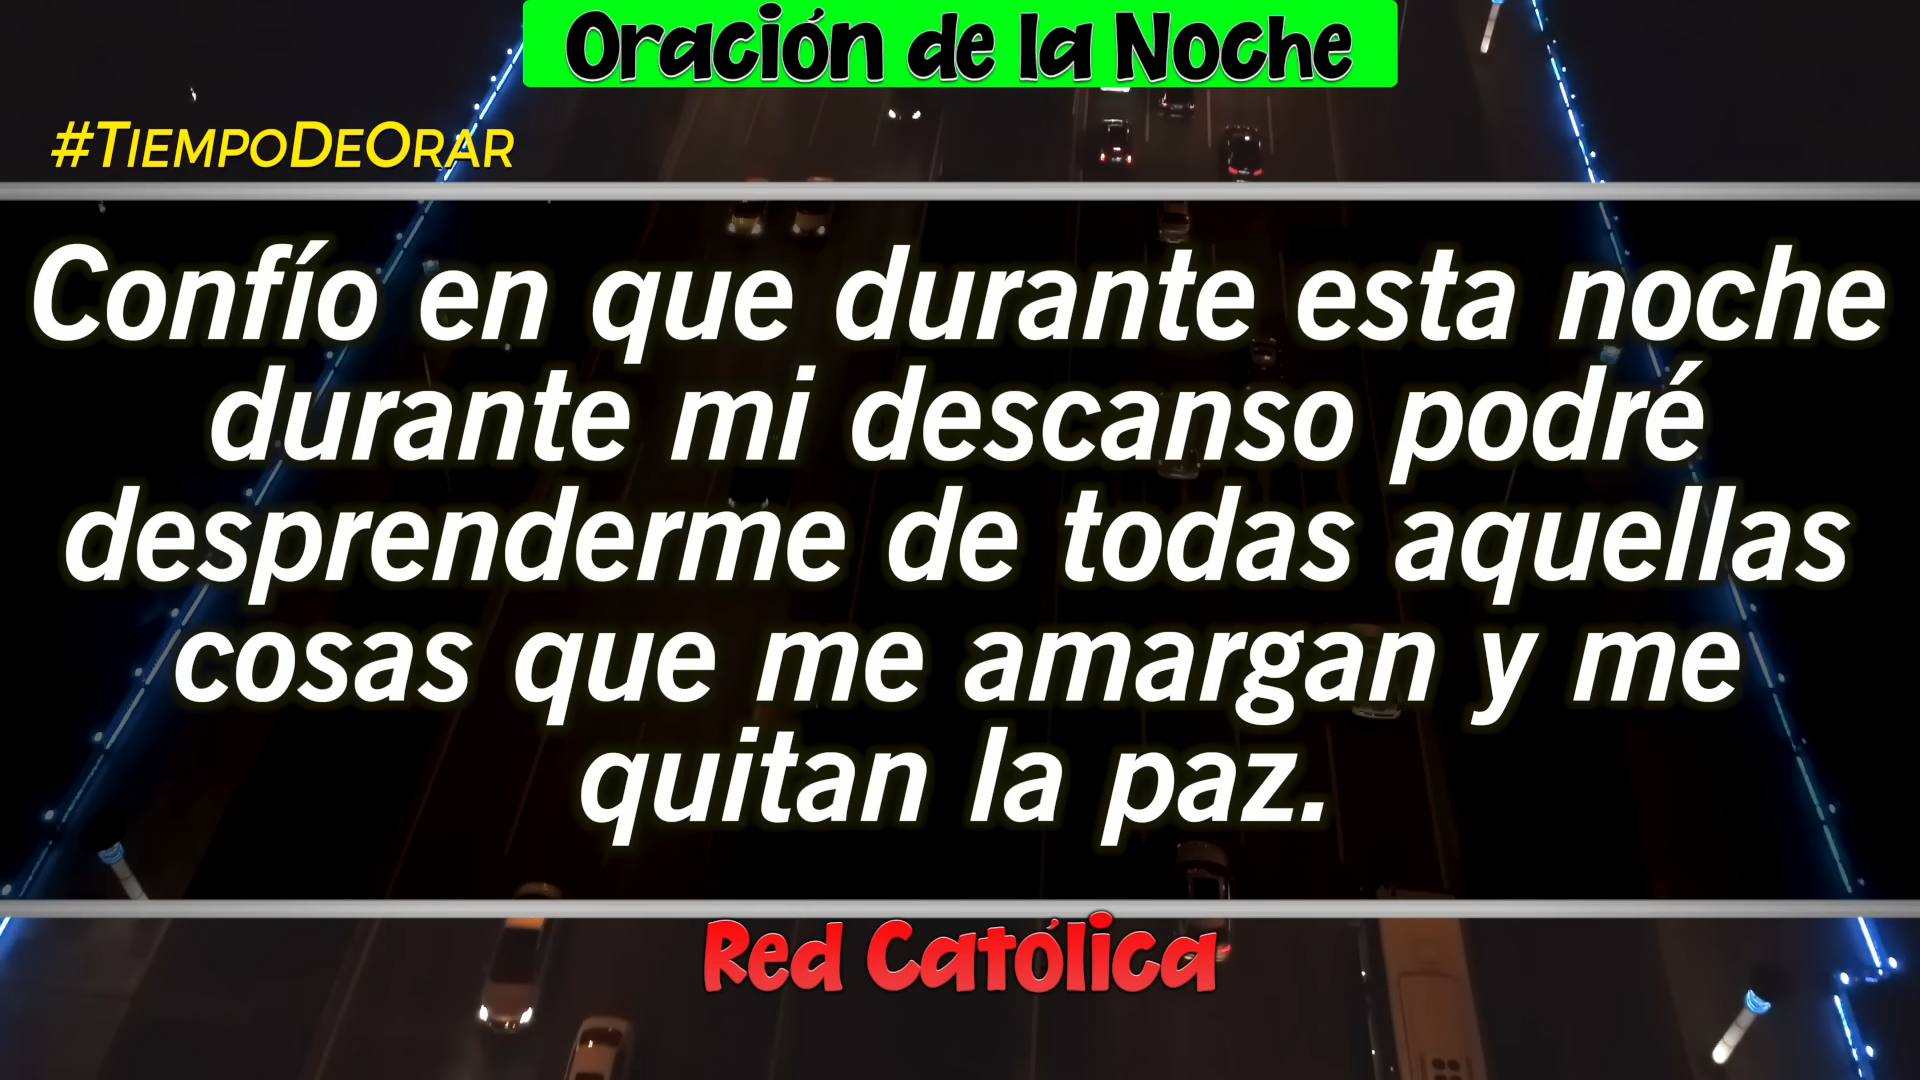 Oración de la Noche
#TiempoDeOrar
Confío en que durante esta noche
durante mi descanso podré
desprenderme de todas aquellas
cosas que me amargan y me
quitan la paz.
Red Católica